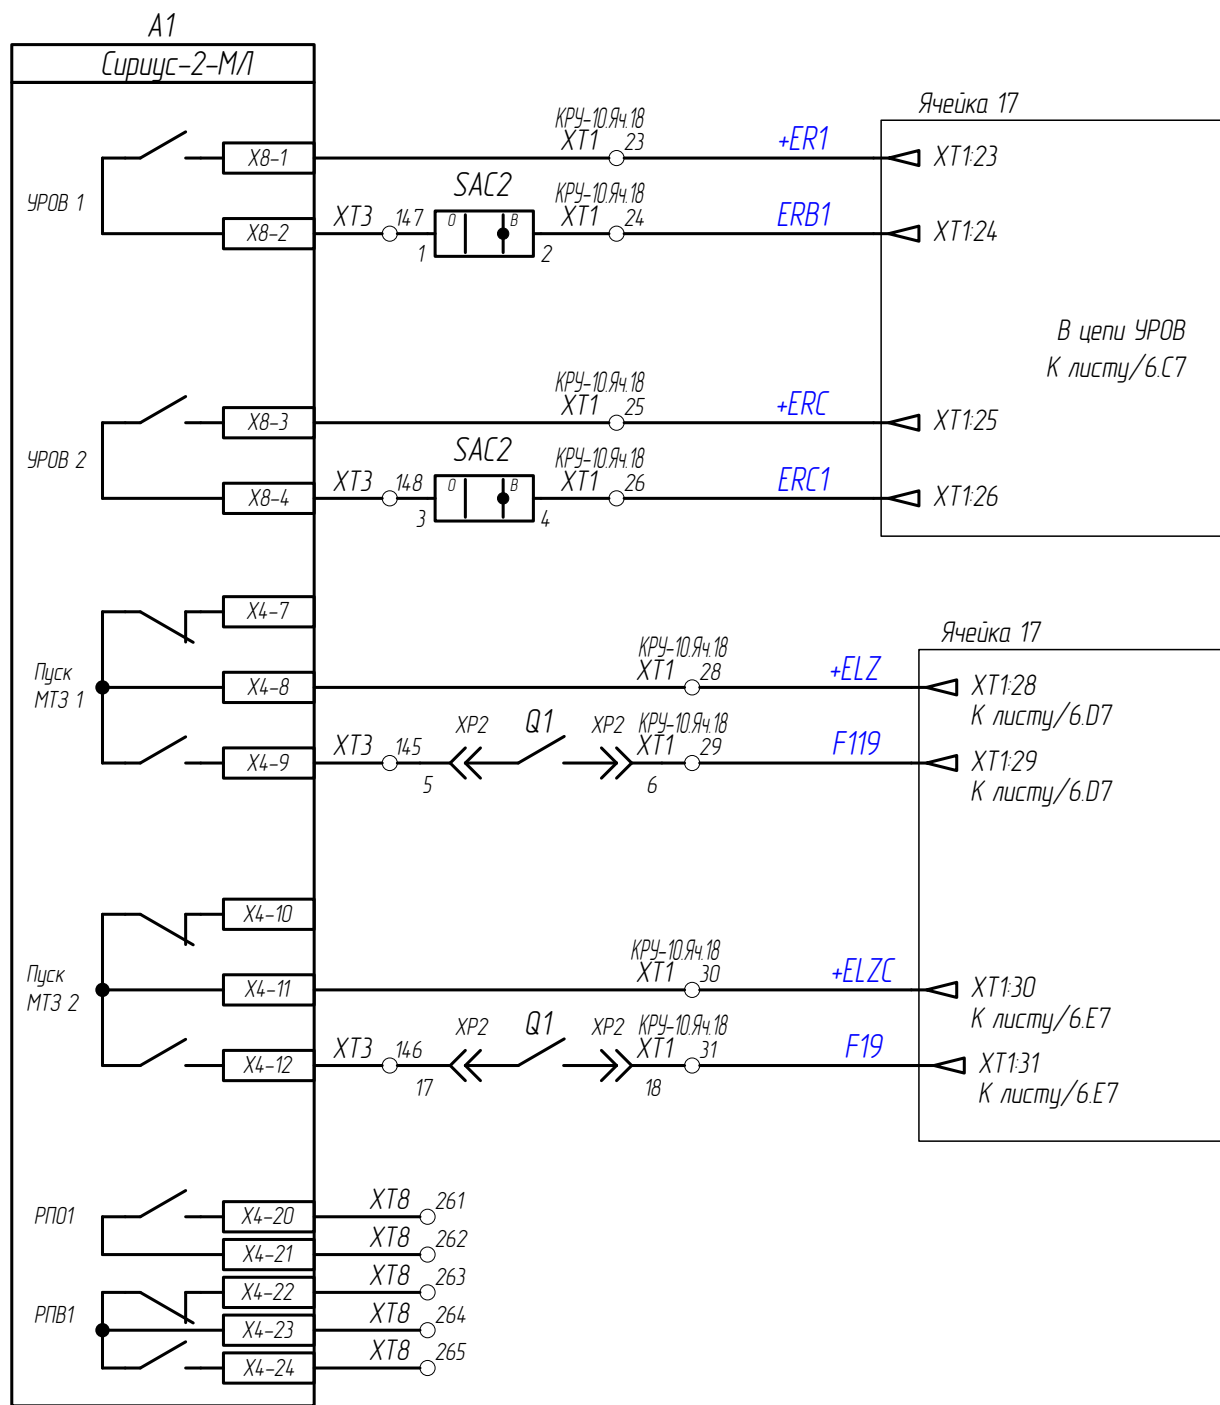 А1
Сириус-2-МЛ
Ячейка 17
УРОВ 1
X8-1
КРУ-10.Яч.18
XT1 23
+ER1
XT1:23
X8-2
XT3 147
SAC2
О В
1 2
КРУ-10.Яч.18
XT1 24
ERB1
XT1:24
В цепи УРОВ
К листу/6.C7
УРОВ 2
X8-3
КРУ-10.Яч.18
XT1 25
+ERC
XT1:25
X8-4
XT3 148
SAC2
О В
3 4
КРУ-10.Яч.18
XT1 26
ERC1
XT1:26
Ячейка 17
Пуск
МТЗ 1
X4-7
X4-8
КРУ-10.Яч.18
XT1 28
+ELZ
XT1:28
К листу/6.D7
X4-9
XT3 145
5
XP2 Q1 XP2
6
КРУ-10.Яч.18
XT1 29
F119
XT1:29
К листу/6.D7
Пуск
МТЗ 2
X4-10
X4-11
КРУ-10.Яч.18
XT1 30
+ELZC
XT1:30
К листу/6.E7
X4-12
XT3 146
17
XP2 Q1 XP2
18
КРУ-10.Яч.18
XT1 31
F19
XT1:31
К листу/6.E7
РПО1
X4-20
XT8 261
X4-21
XT8 262
РПВ1
X4-22
XT8 263
X4-23
XT8 264
X4-24
XT8 265